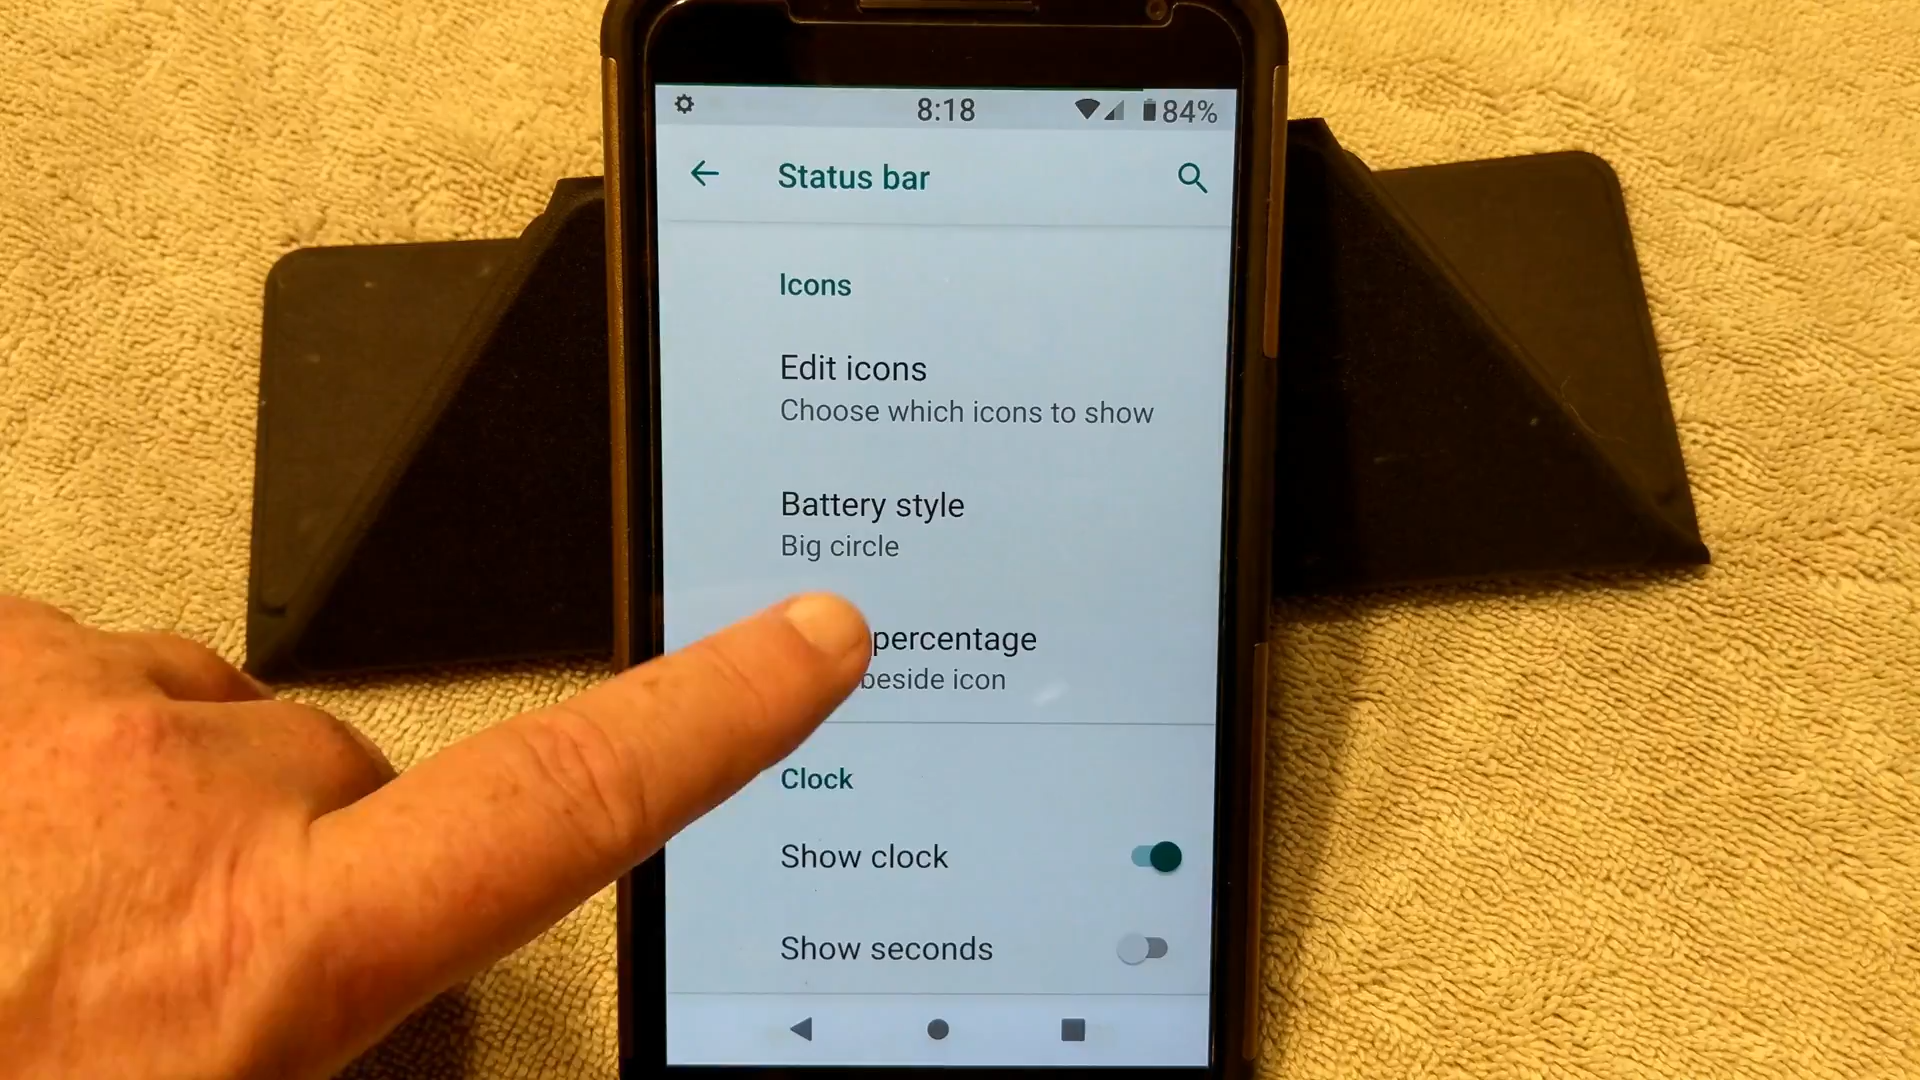 8:18 84%
Status bar
Icons
Edit icons
Choose which icons to show
Battery style
Big circle
percentage
beside icon
Clock
Show clock
Show seconds